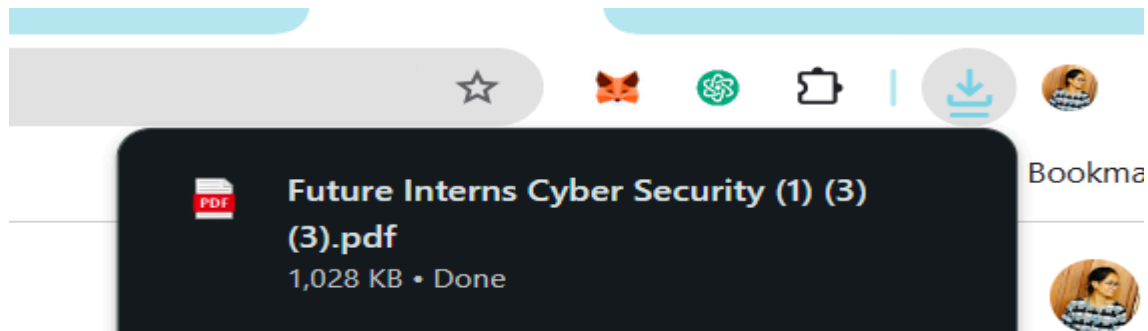 Bookma
PDF
Future Interns Cyber Security (1) (3)
(3).pdf
1,028 KB • Done